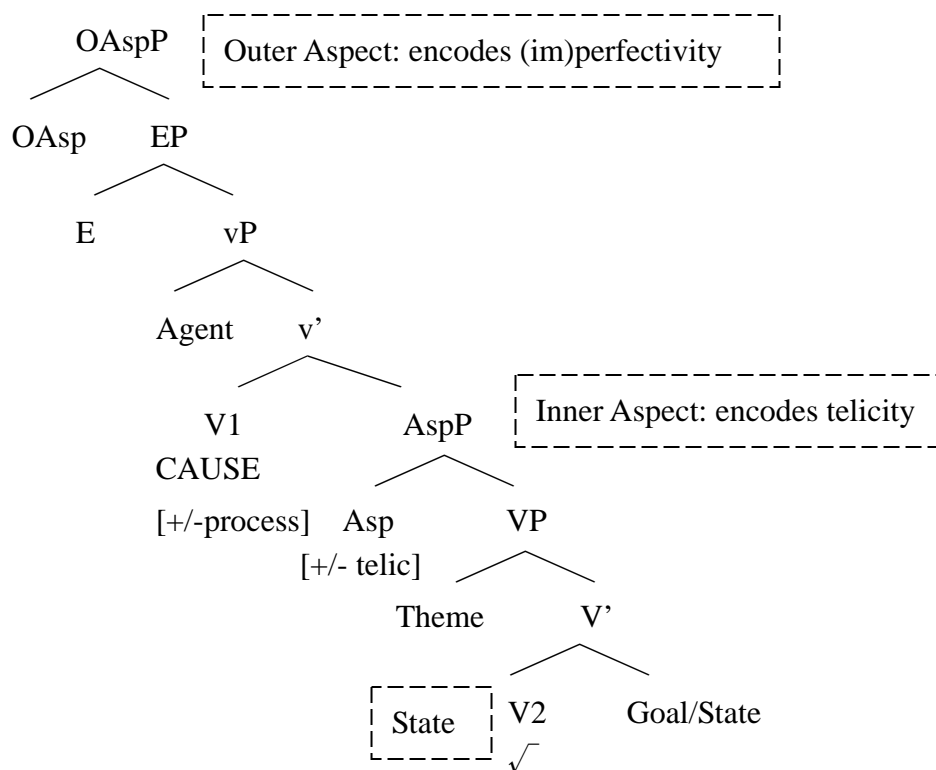 OAspP
Outer Aspect: encodes (im)perfectivity
OAsp EP
E vP
Agent v’
V1 AspP
Inner Aspect: encodes telicity
CAUSE
[+/-process] Asp VP
[+/- telic]
Theme V’
State V2 Goal/State
√